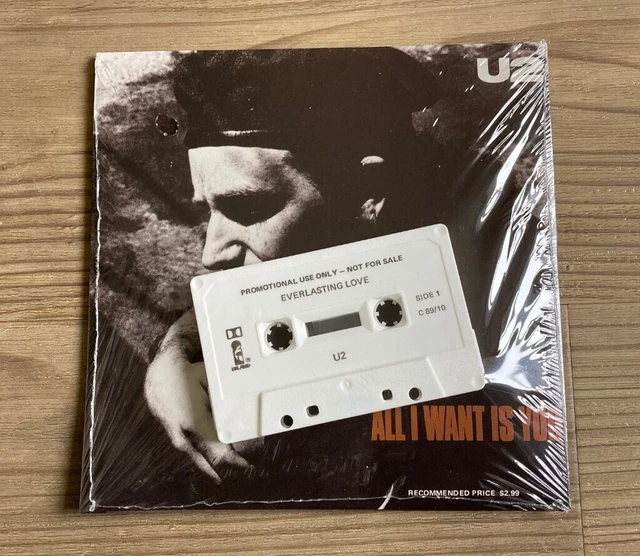 U2
PROMOTIONAL USE ONLY – NOT FOR SALE
EVERLASTING LOVE
SIDE 1
C 89/10
ISLAND
®
U2
ALL I WANT IS YOU
RECOMMENDED PRICE $2.99